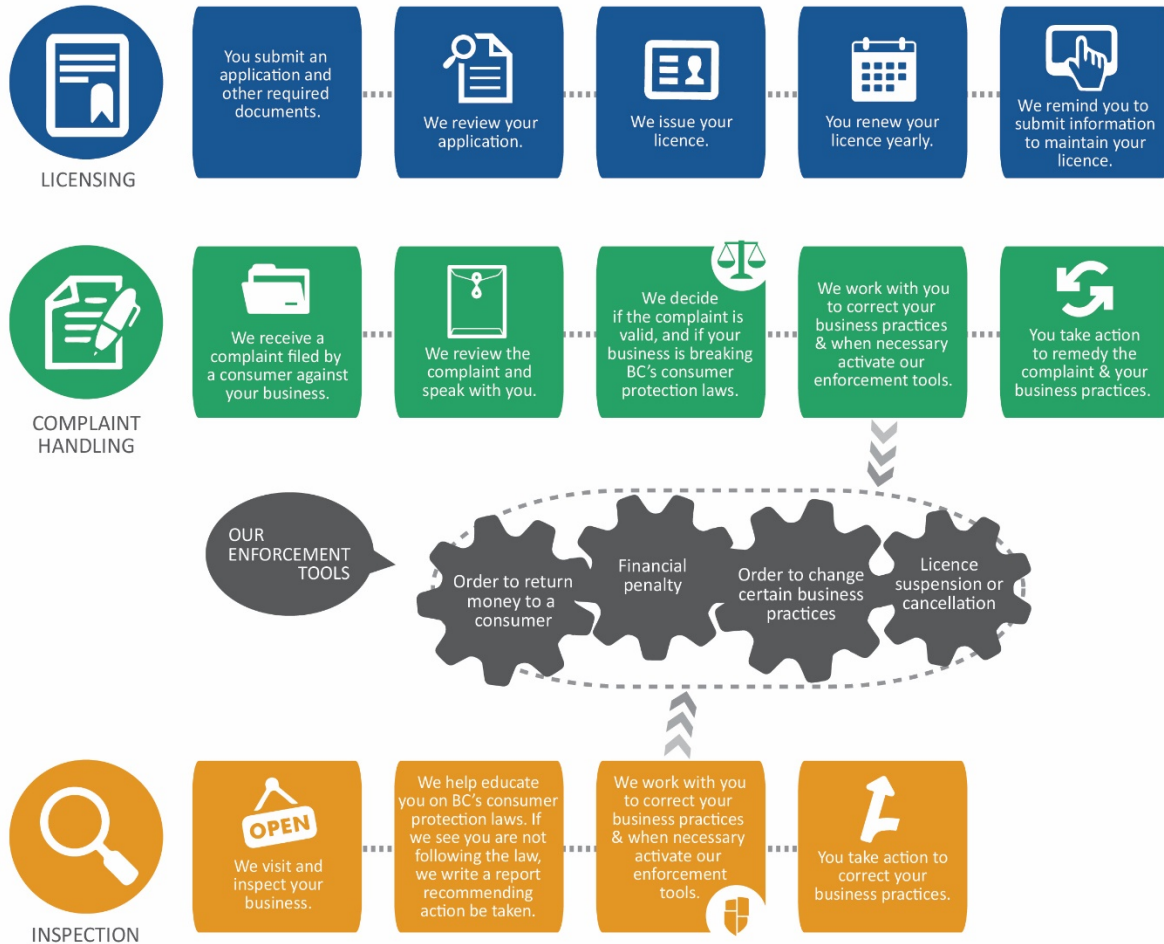 You submit an
application and
other required
documents.
We review your
application.
We issue your
licence.
You renew your
licence yearly.
We remind you to
submit information
to maintain your
licence.
LICENSING
We receive a
complaint filed by
a consumer against
your business.
We review the
complaint and
speak with you.
We decide
if the complaint is
valid, and if your
business is breaking
BC's consumer
protection laws.
We work with you
to correct your
business practices
& when necessary
activate our
enforcement tools.
You take action
to remedy the
complaint & your
business practices.
COMPLAINT
HANDLING
OUR
ENFORCEMENT
TOOLS
Order to return
money to a
consumer
Financial
penalty
Order to change
certain business
practices
Licence
suspension or
cancellation
OPEN
We visit and
inspect your
business.
We help educate
you on BC's consumer
protection laws. If
we see you are not
following the law,
we write a report
recommending
action be taken.
We work with you
to correct your
business practices
& when necessary
activate our
enforcement
tools.
You take action to
correct your
business practices.
INSPECTION